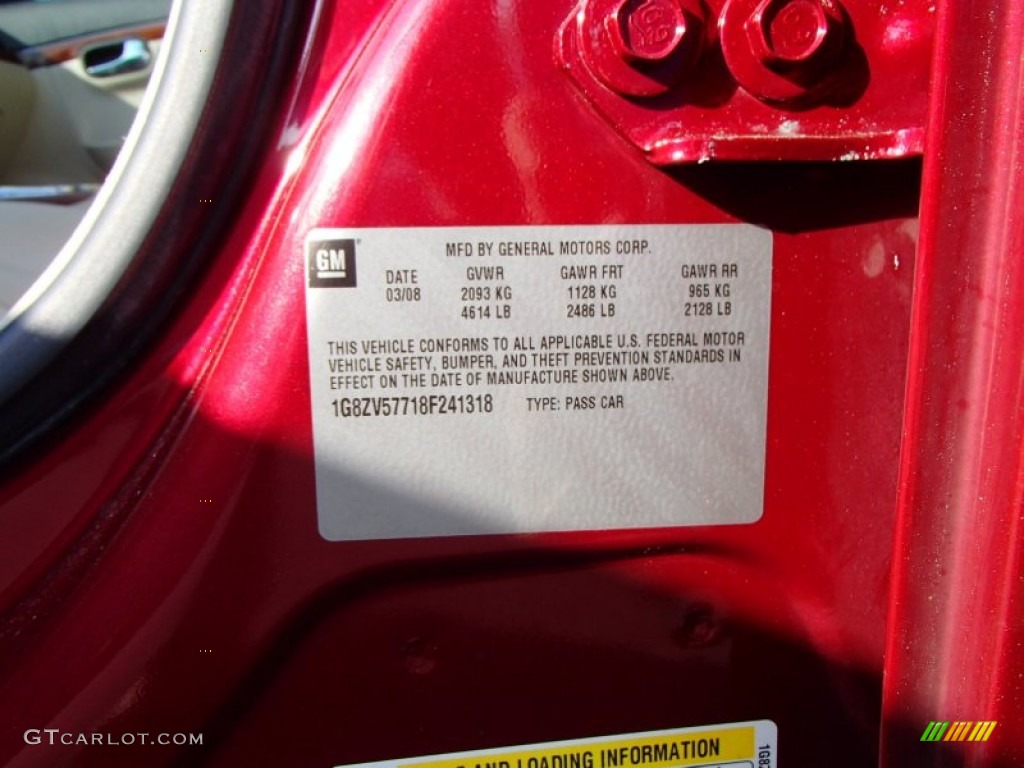 GM
MFD BY GENERAL MOTORS CORP.
DATE GVWR GAWR FRT GAWR RR
03/08 2093 KG 1128 KG 965 KG
4614 LB 2486 LB 2128 LB
THIS VEHICLE CONFORMS TO ALL APPLICABLE U.S. FEDERAL MOTOR
VEHICLE SAFETY, BUMPER, AND THEFT PREVENTION STANDARDS IN
EFFECT ON THE DATE OF MANUFACTURE SHOWN ABOVE.
1G8ZV57718F241318 TYPE: PASS CAR
AND LOADING INFORMATION
GTCARLOT.COM